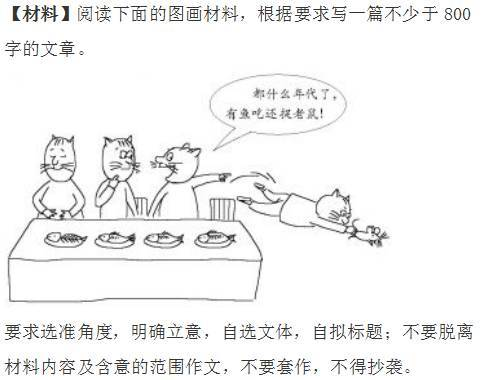 【材料】阅读下面的图画材料，根据要求写一篇不少于 800
字的文章。
都什么年代了，
有鱼吃还捉老鼠！
要求选准角度，明确立意，自选文体，自拟标题；不要脱离
材料内容及含意的范围作文，不要套作，不得抄袭。